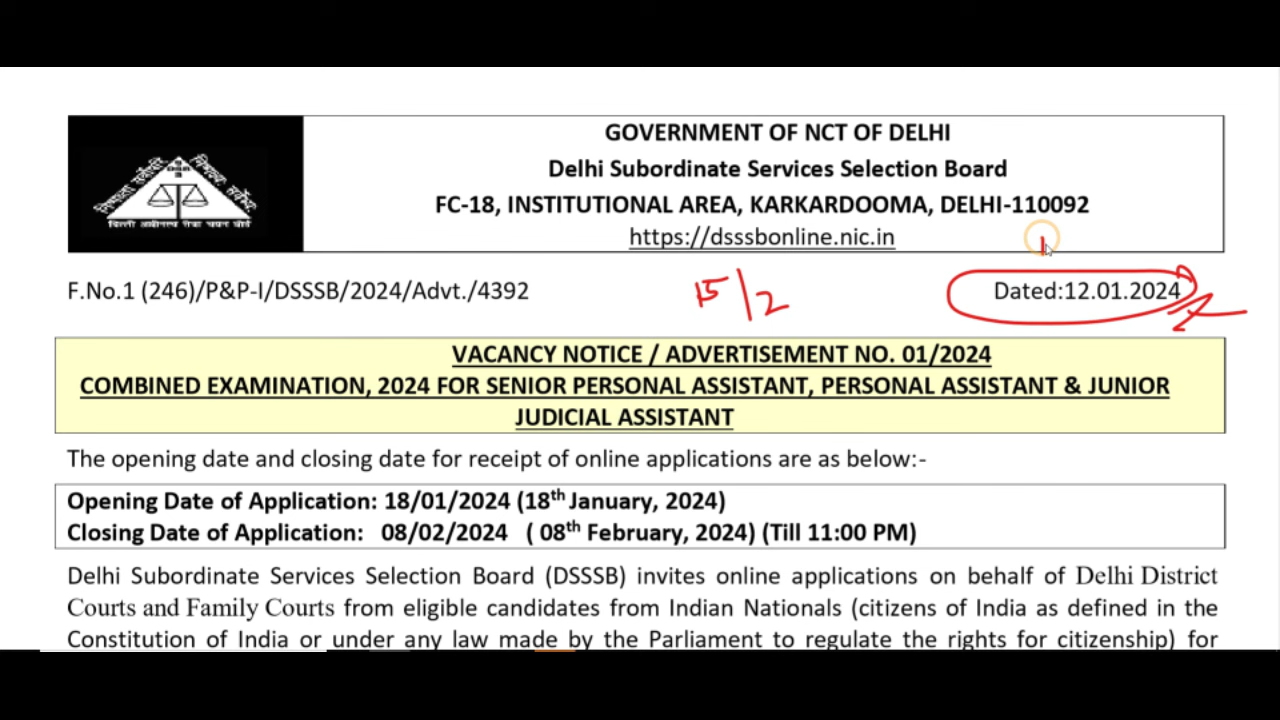 निष्पक्षता सर्वोपरि
दिल्ली अधीनस्थ सेवा चयन बोर्ड
GOVERNMENT OF NCT OF DELHI
Delhi Subordinate Services Selection Board
FC-18, INSTITUTIONAL AREA, KARKARDOOMA, DELHI-110092
https://dsssbonline.nic.in
F.No.1 (246)/P&P-I/DSSSB/2024/Advt./4392
15/2
Dated:12.01.2024
VACANCY NOTICE / ADVERTISEMENT NO. 01/2024
COMBINED EXAMINATION, 2024 FOR SENIOR PERSONAL ASSISTANT, PERSONAL ASSISTANT & JUNIOR
JUDICIAL ASSISTANT
The opening date and closing date for receipt of online applications are as below:-
Opening Date of Application: 18/01/2024 (18th January, 2024)
Closing Date of Application: 08/02/2024 ( 08th February, 2024) (Till 11:00 PM)
Delhi Subordinate Services Selection Board (DSSSB) invites online applications on behalf of Delhi District
Courts and Family Courts from eligible candidates from Indian Nationals (citizens of India as defined in the
Constitution of India or under any law made by the Parliament to regulate the rights for citizenship) for